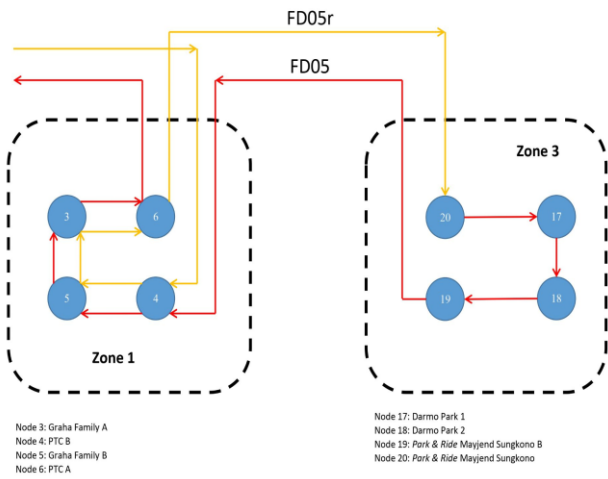 FD05r
FD05
Zone 3
3
6
20
17
5
4
19
18
Zone 1
Node 3: Graha Family A
Node 4: PTC B
Node 5: Graha Family B
Node 6: PTC A
Node 17: Darmo Park 1
Node 18: Darmo Park 2
Node 19: Park & Ride Mayjend Sungkono B
Node 20: Park & Ride Mayjend Sungkono